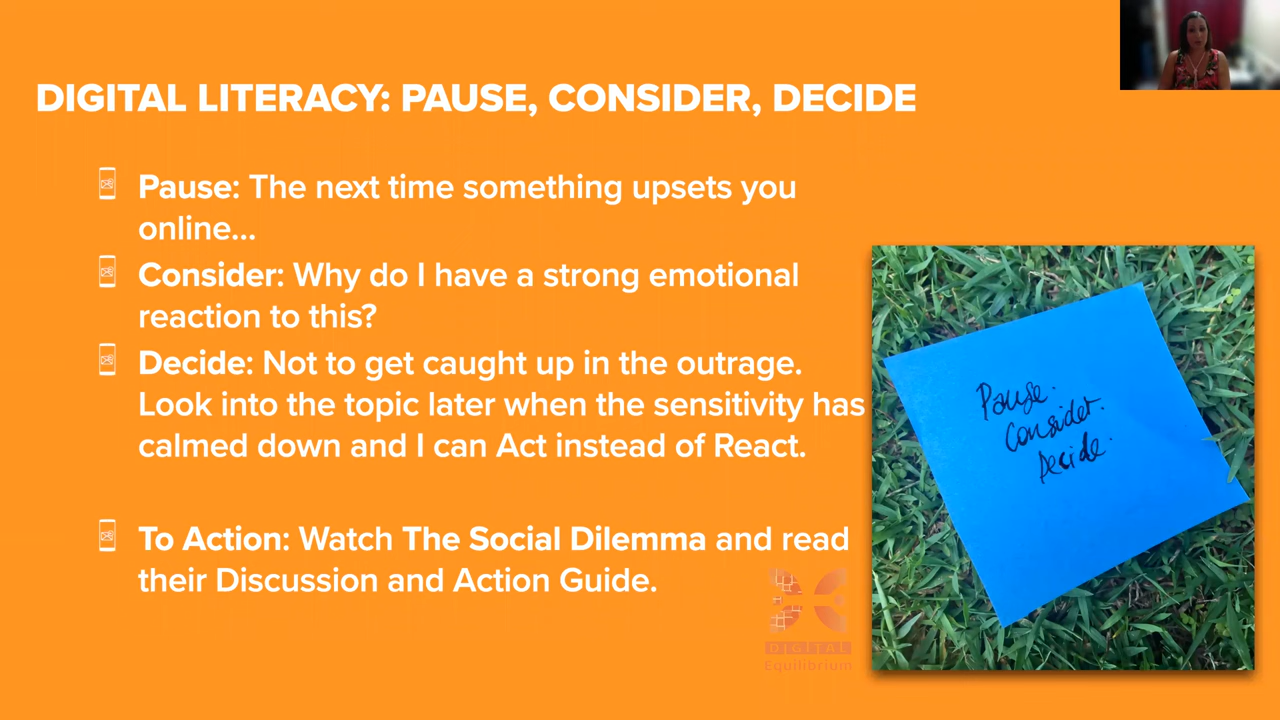 DIGITAL LITERACY: PAUSE, CONSIDER, DECIDE
Pause: The next time something upsets you
online...
Consider: Why do I have a strong emotional
reaction to this?
Decide: Not to get caught up in the outrage.
Look into the topic later when the sensitivity has
calmed down and I can Act instead of React.
To Action: Watch The Social Dilemma and read
their Discussion and Action Guide.
Pause.
Consider.
Decide.
DIGITAL
Equilibrium